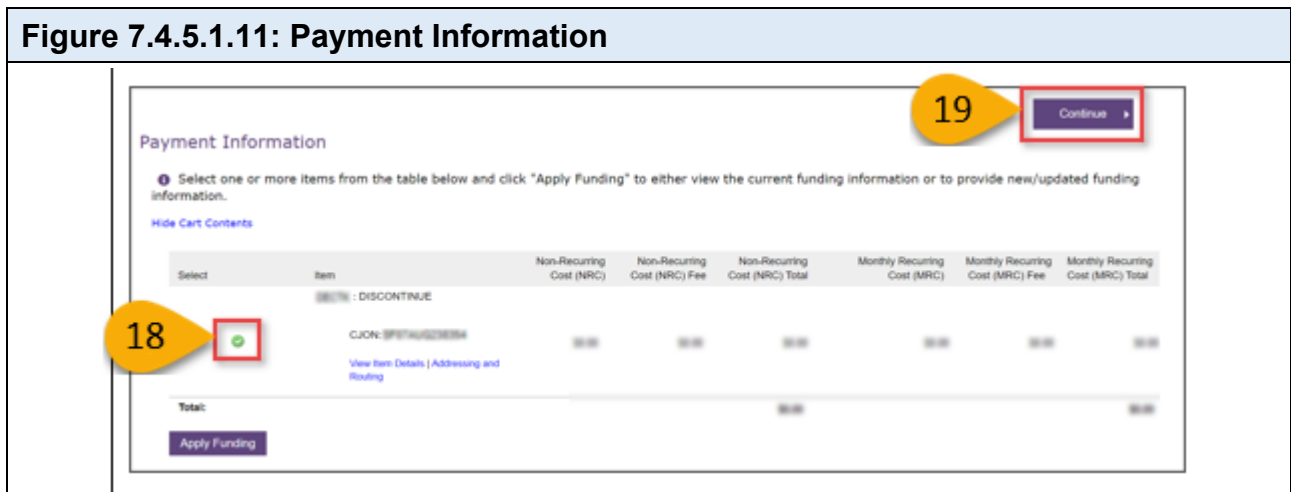 Figure 7.4.5.1.11: Payment Information
19
Continue
Payment Information
Select one or more items from the table below and click "Apply Funding" to either view the current funding information or to provide new/updated funding
information.
Hide Cart Contents
Non-Recurring Non-Recurring Non-Recurring Monthly Recurring Monthly Recurring Monthly Recurring
Select Item Cost (NRC) Cost (NRC) Fee Cost (NRC) Total Cost (MRC) Cost (MRC) Fee Cost (MRC) Total
: DISCONTINUE
18
CJON:
View Item Details | Addressing and
Routing
Total:
Apply Funding